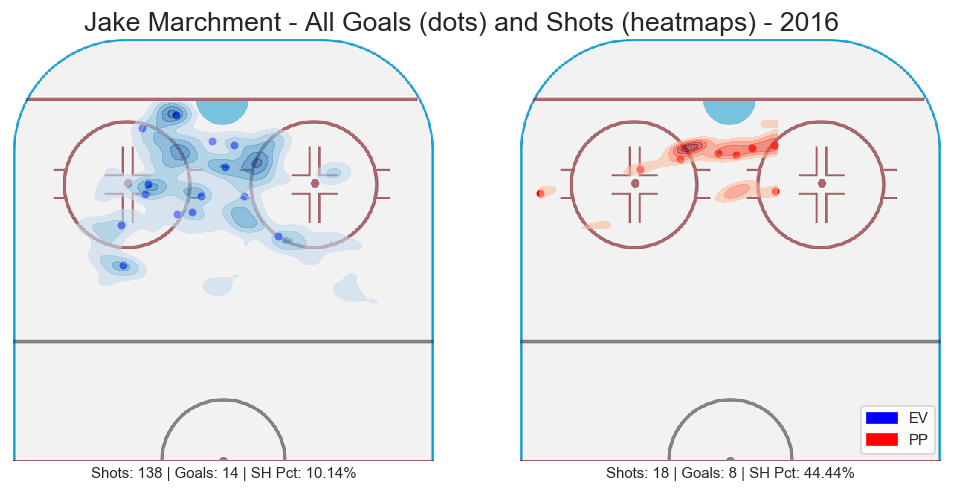 Jake Marchment - All Goals (dots) and Shots (heatmaps) - 2016
EV
PP
Shots: 138 | Goals: 14 | SH Pct: 10.14%
Shots: 18 | Goals: 8 | SH Pct: 44.44%